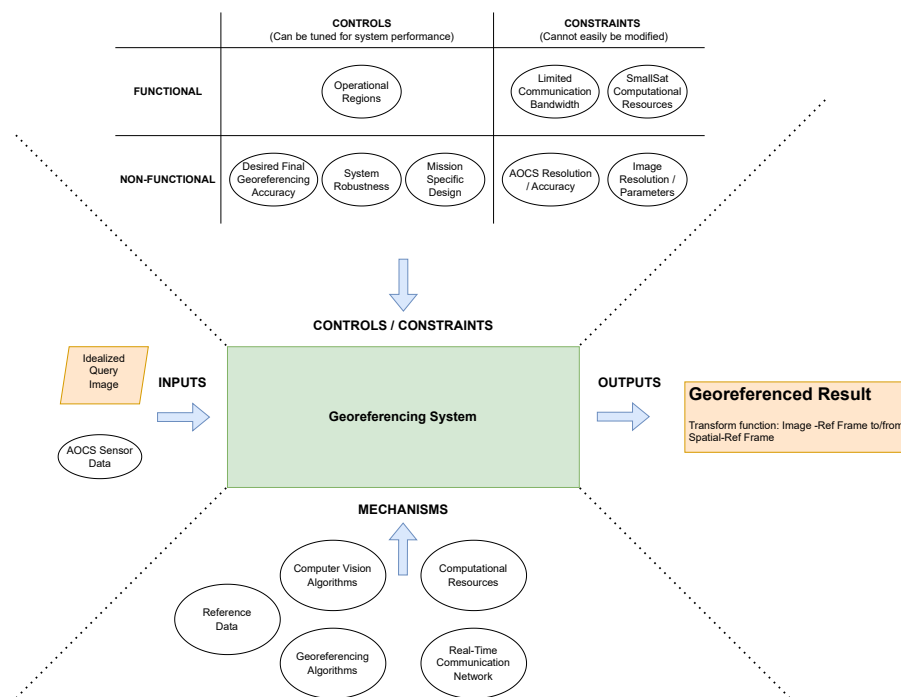 CONTROLS
(Can be tuned for system performance)
CONSTRAINTS
(Cannot easily be modified)
FUNCTIONAL
Operational
Regions
Limited
Communication
Bandwidth
SmallSat
Computational
Resources
NON-FUNCTIONAL
Desired Final
Georeferencing
Accuracy
System
Robustness
Mission
Specific
Design
AOCS Resolution
/ Accuracy
Image
Resolution /
Parameters
CONTROLS / CONSTRAINTS
Idealized
Query
Image
INPUTS
AOCS Sensor
Data
Georeferencing System
OUTPUTS
Georeferenced Result
Transform function: Image -Ref Frame to/from
Spatial-Ref Frame
MECHANISMS
Computer Vision
Algorithms
Computational
Resources
Reference
Data
Georeferencing
Algorithms
Real-Time
Communication
Network